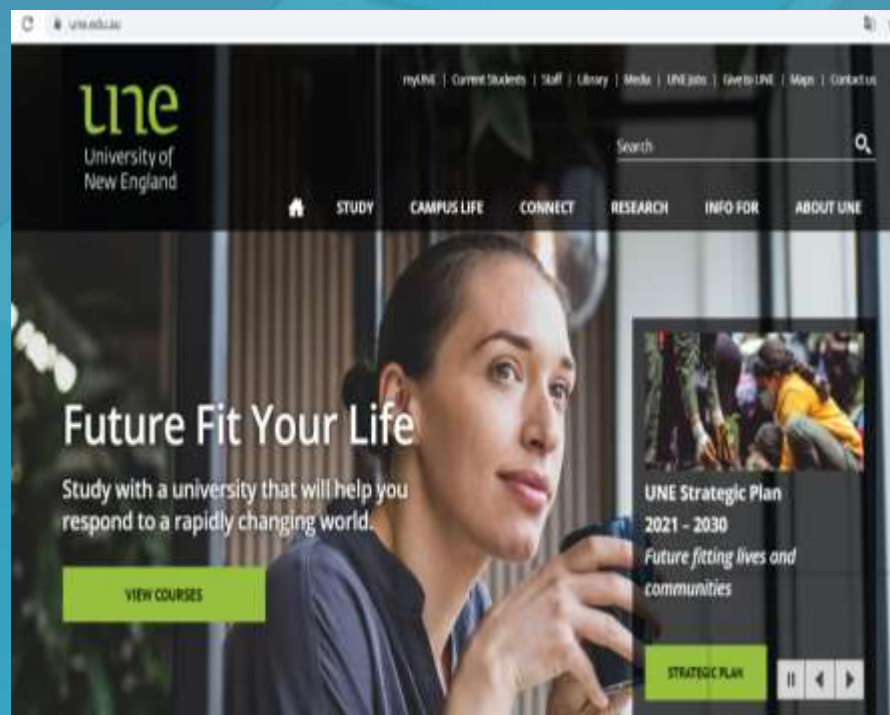 une.edu.au
une
University of
New England
myUNE | Current Students | Staff | Library | Media | UNE Jobs | Give to UNE | Maps | Contact us
Search
STUDY CAMPUS LIFE CONNECT RESEARCH INFO FOR ABOUT UNE
Future Fit Your Life
Study with a university that will help you
respond to a rapidly changing world.
VIEW COURSES
UNE Strategic Plan
2021 – 2030
Future fitting lives and
communities
STRATEGIC PLAN